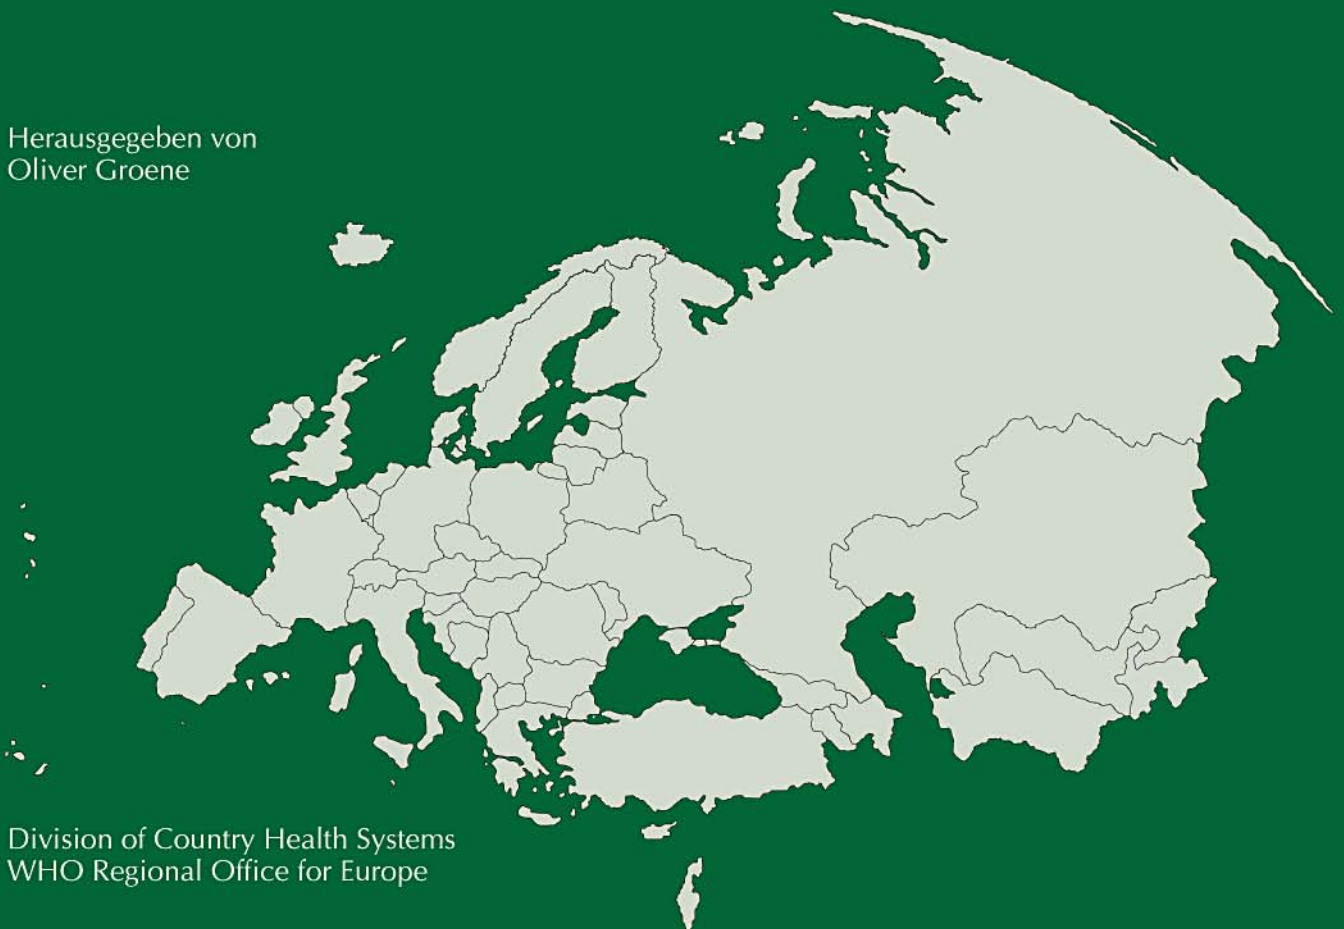 Herausgegeben von
Oliver Groene
Division of Country Health Systems
WHO Regional Office for Europe